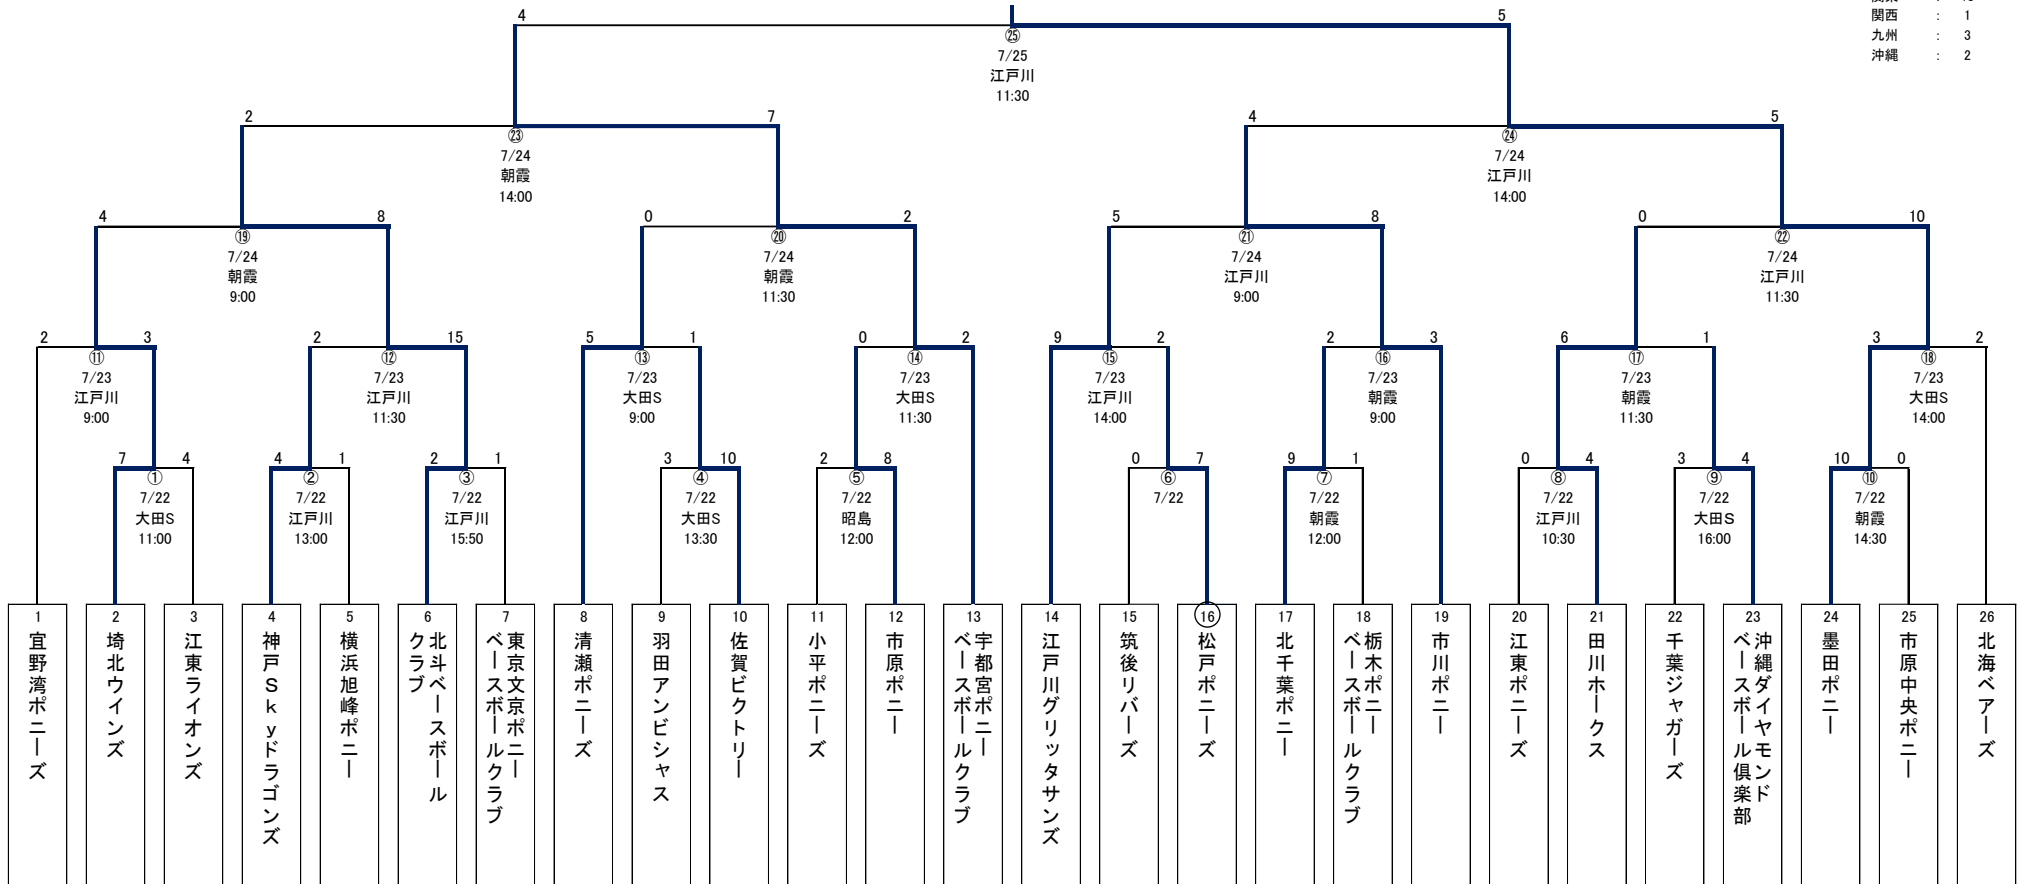 関西 : 1
九州 : 3
沖縄 : 2
4 5
㉕
7/25
江戸川
11:30
2 7 4 5
㉓ ㉔
7/24 7/24
朝霞 江戸川
14:00 14:00
4 8 0 2 5 8 0 10
⑲ ⑳ ㉑ ㉒
7/24 7/24 7/24 7/24
朝霞 朝霞 江戸川 江戸川
9:00 11:30 9:00 11:30
2 3 2 15 5 1 0 2 9 2 2 3 6 1 3 2
⑪ ⑫ ⑬ ⑭ ⑮ ⑯ ⑰ ⑱
7/23 7/23 7/23 7/23 7/23 7/23 7/23 7/23
江戸川 江戸川 大田S 大田S 江戸川 朝霞 朝霞 大田S
9:00 11:30 9:00 11:30 14:00 9:00 11:30 14:00
7 4 4 1 2 1 3 10 2 8 0 7 9 1 0 4 3 4 10 0
① ② ③ ④ ⑤ ⑥ ⑦ ⑧ ⑨ ⑩
7/22 7/22 7/22 7/22 7/22 7/22 7/22 7/22 7/22 7/22
大田S 江戸川 江戸川 大田S 昭島 朝霞 江戸川 大田S 朝霞
11:00 13:00 15:50 13:30 12:00 12:00 10:30 16:00 14:30
1
宜野湾ポニーズ
2
埼北ウインズ
3
江東ライオンズ
4
神戸Skyドラゴンズ
5
横浜旭峰ポニー
6
北斗ベースボール
クラブ
7
東京文京ポニー
ベースボールクラブ
8
清瀬ポニーズ
9
羽田アンビシャス
10
佐賀ビクトリー
11
小平ポニーズ
12
市原ポニー
13
宇都宮ポニー
ベースボールクラブ
14
江戸川グリッタサンズ
15
筑後リバーズ
16
松戸ポニーズ
17
北千葉ポニー
18
栃木ポニー
ベースボールクラブ
19
市川ポニー
20
江東ポニーズ
21
田川ホークス
22
千葉ジャガーズ
23
沖縄ダイヤモンド
ベースボール倶楽部
24
墨田ポニー
25
市原中央ポニー
26
北海ベアーズ